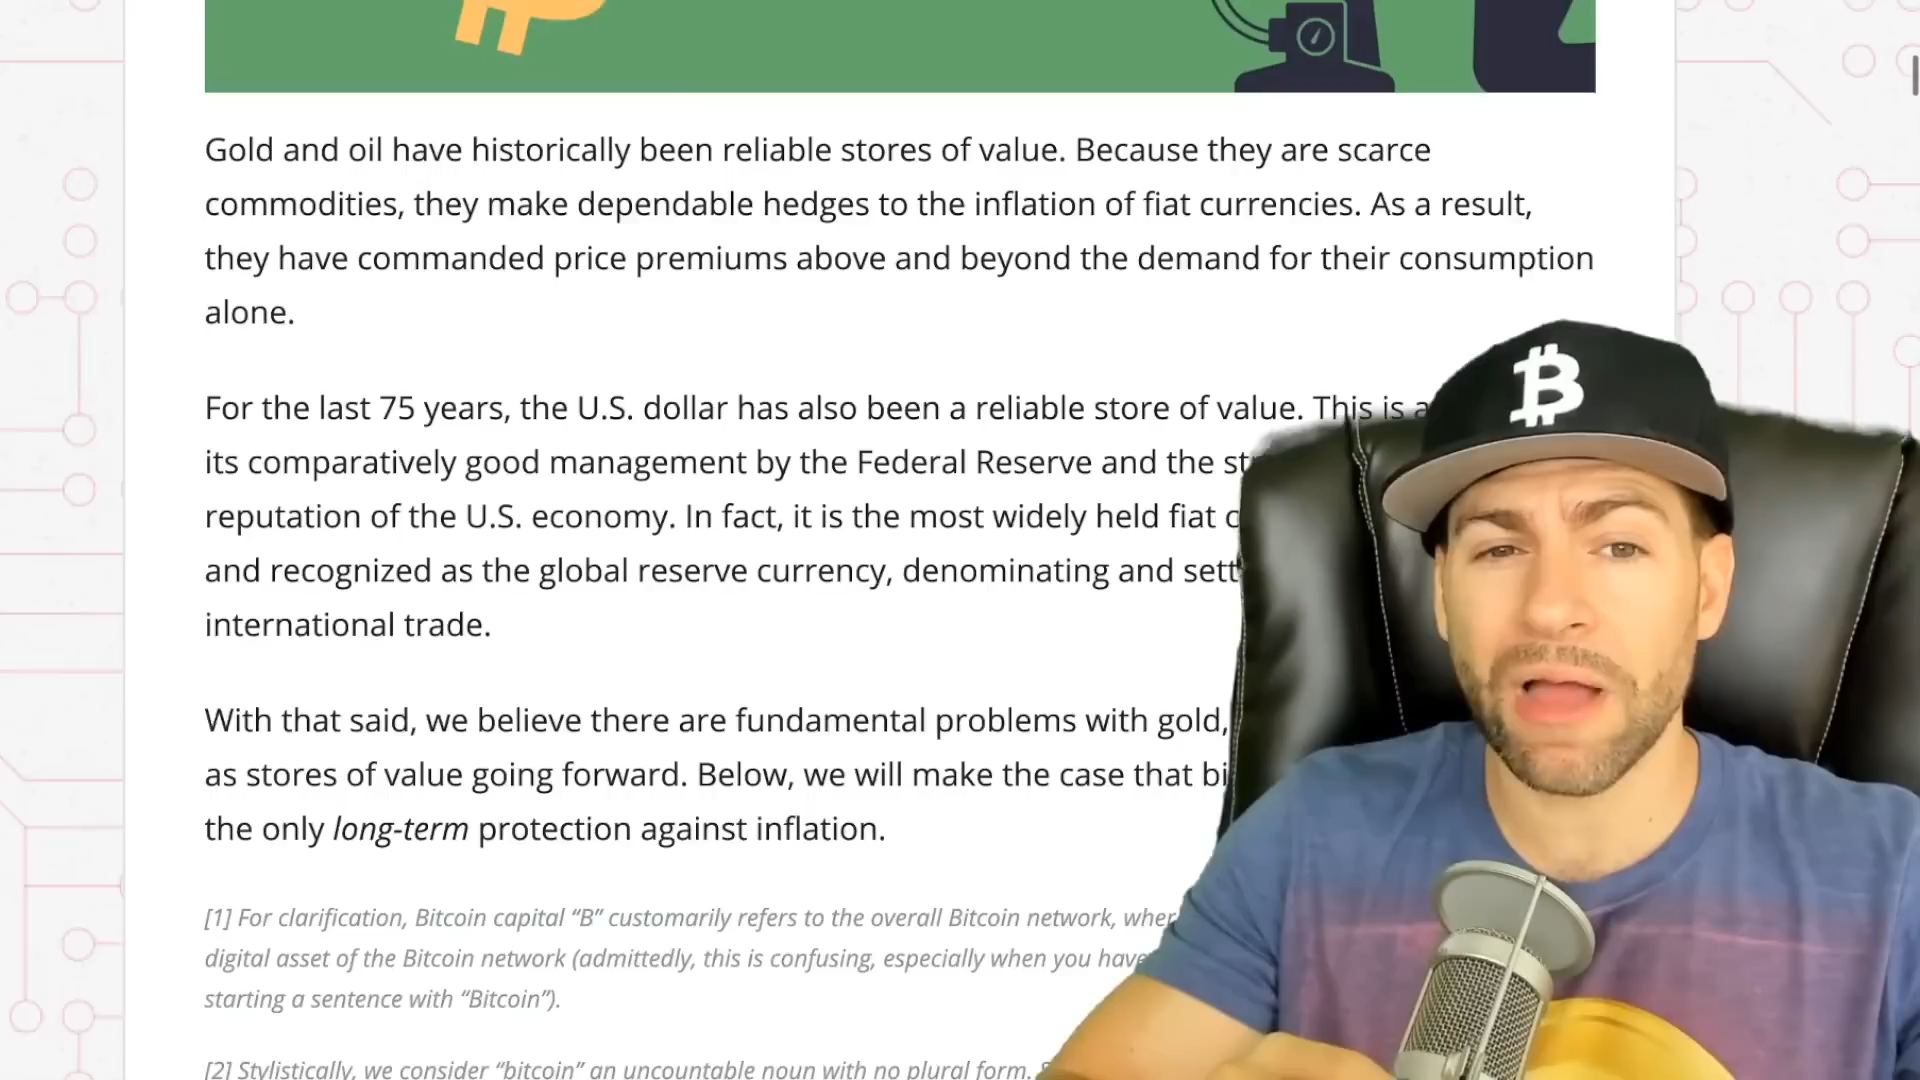 Gold and oil have historically been reliable stores of value. Because they are scarce
commodities, they make dependable hedges to the inflation of fiat currencies. As a result,
they have commanded price premiums above and beyond the demand for their consumption
alone.
For the last 75 years, the U.S. dollar has also been a reliable store of value. This is
its comparatively good management by the Federal Reserve and the
reputation of the U.S. economy. In fact, it is the most widely held fiat
and recognized as the global reserve currency, denominating and
international trade.
With that said, we believe there are fundamental problems with gold,
as stores of value going forward. Below, we will make the case that
the only long-term protection against inflation.
[1] For clarification, Bitcoin capital “B” customarily refers to the overall Bitcoin network,
digital asset of the Bitcoin network (admittedly, this is confusing, especially when you have
starting a sentence with “Bitcoin”).
[2] Stylistically, we consider “bitcoin” an uncountable noun with no plural form.